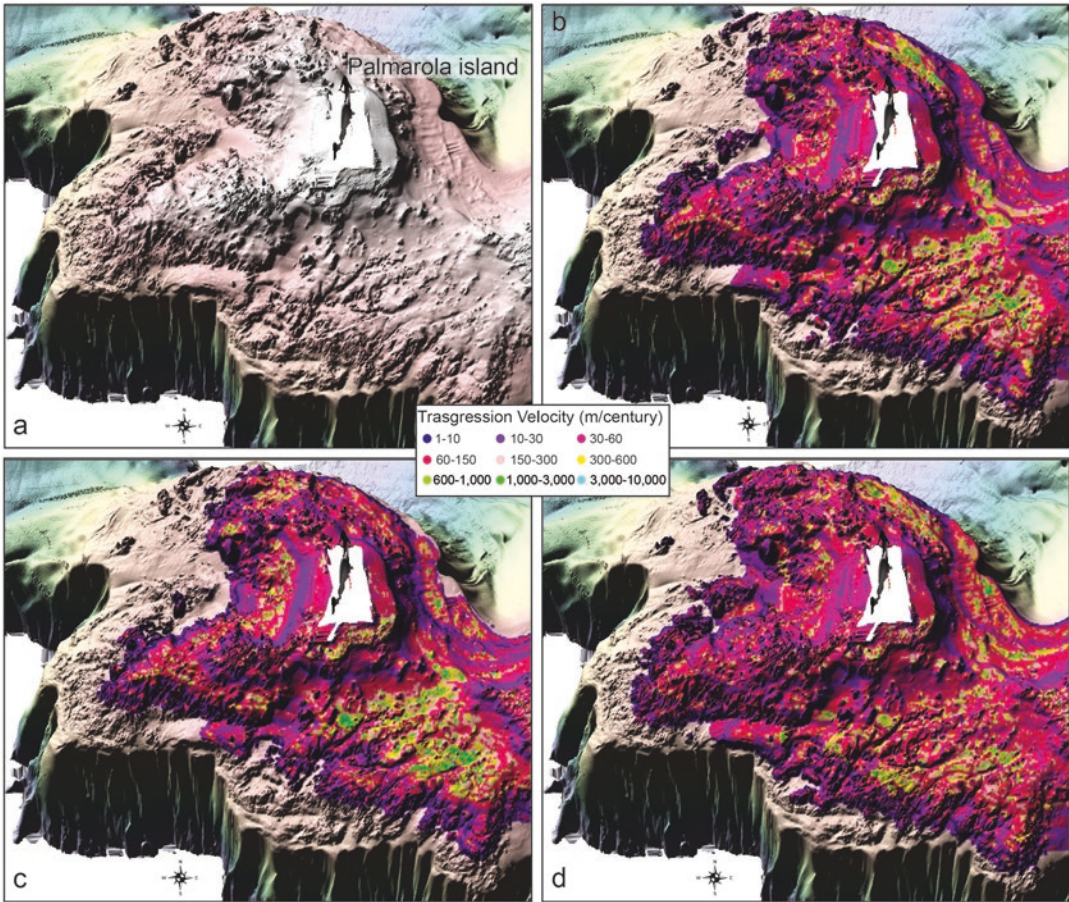 Palmarola island
b
a
Trasgression Velocity (m/century)
1-10 10-30 30-60
60-150 150-300 300-600
600-1,000 1,000-3,000 3,000-10,000
c
d